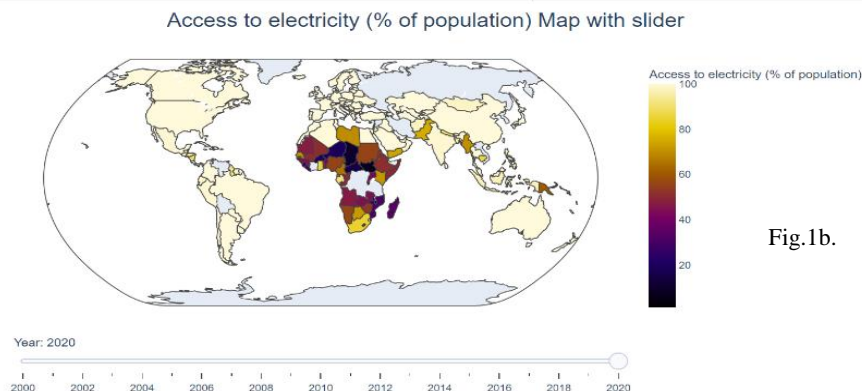 Access to electricity (% of population) Map with slider
Access to electricity (% of population)
100
80
60
40
20
Fig.1b.
Year: 2020
2000 2002 2004 2006 2008 2010 2012 2014 2016 2018 2020